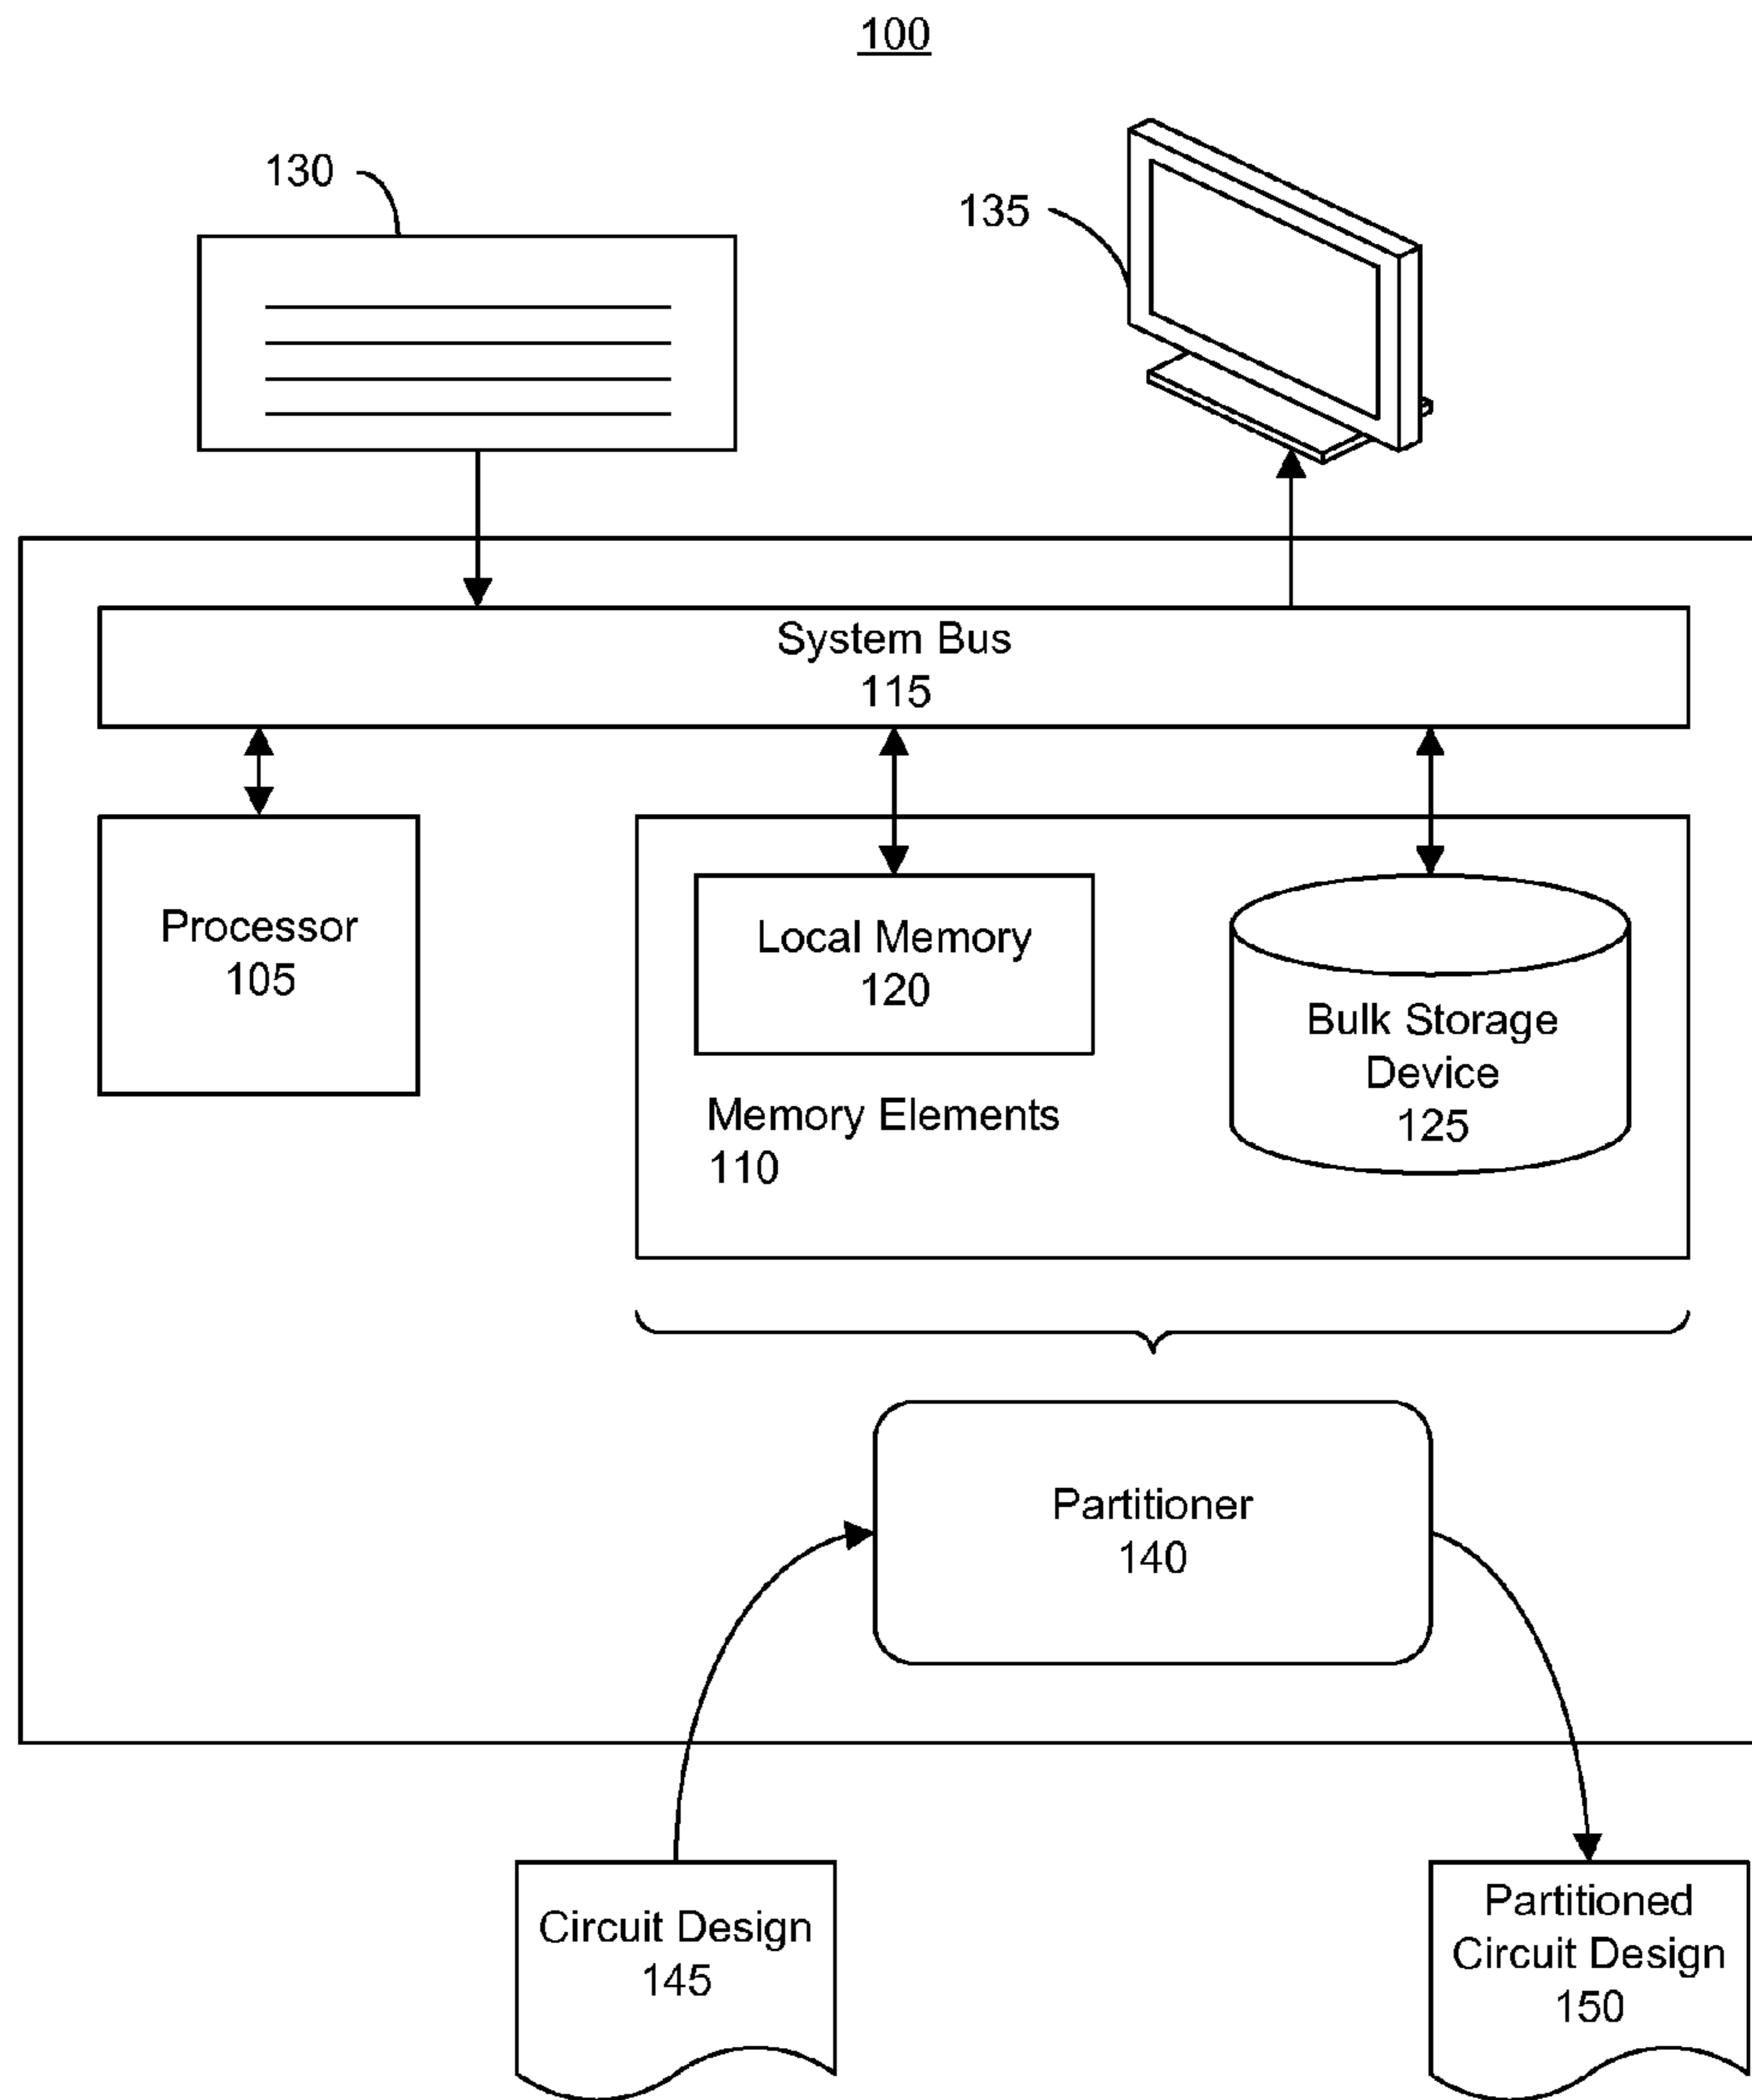 100
130
135
System Bus
115
Processor
105
Local Memory
120
Memory Elements
110
Bulk Storage
Device
125
Partitioner
140
Circuit Design
145
Partitioned
Circuit Design
150